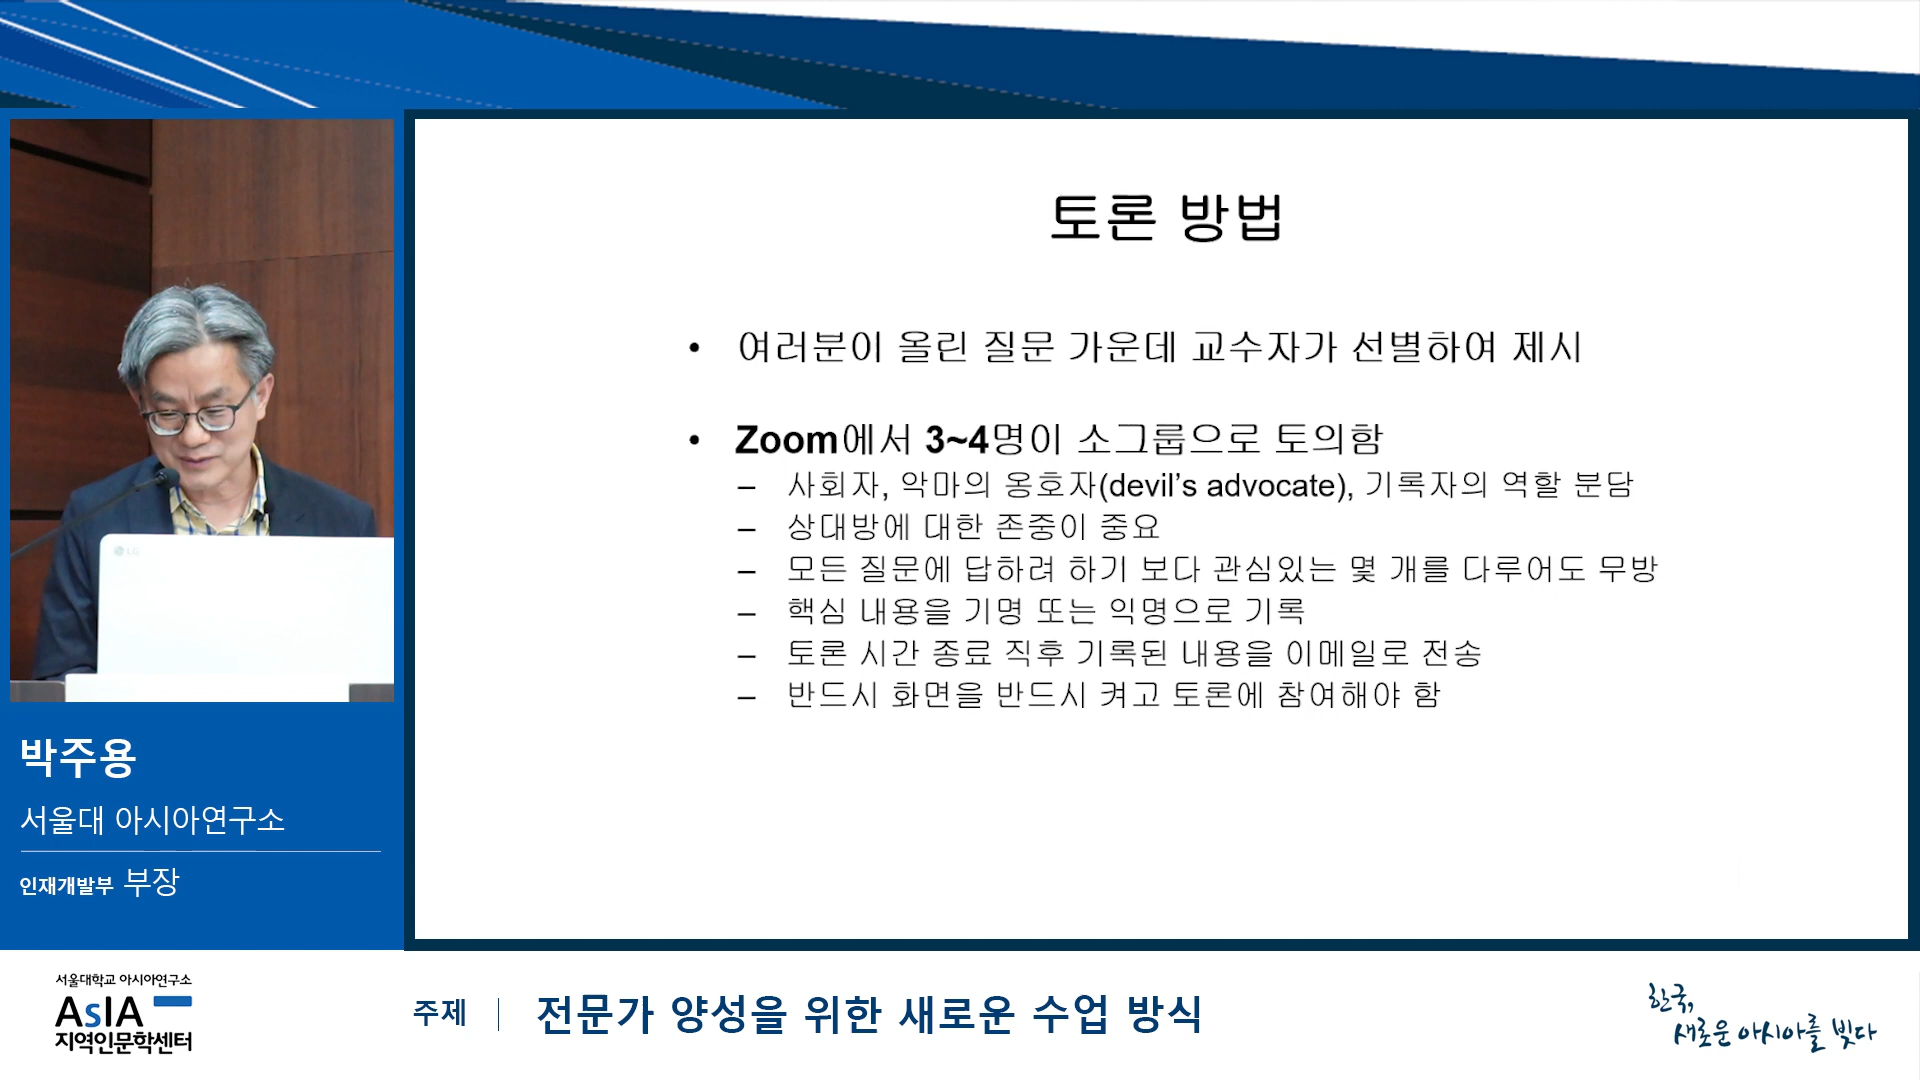 토론 방법
• 여러분이 올린 질문 가운데 교수자가 선별하여 제시
• Zoom에서 3~4명이 소그룹으로 토의함
– 사회자, 악마의 옹호자(devil’s advocate), 기록자의 역할 분담
– 상대방에 대한 존중이 중요
– 모든 질문에 답하려 하기 보다 관심있는 몇 개를 다루어도 무방
– 핵심 내용을 기명 또는 익명으로 기록
– 토론 시간 종료 직후 기록된 내용을 이메일로 전송
– 반드시 화면을 반드시 켜고 토론에 참여해야 함
LG
박주용
서울대 아시아연구소
인재개발부 부장
서울대학교 아시아연구소
AsIA
지역인문학센터
주제 | 전문가 양성을 위한 새로운 수업 방식
한국,
새로운 아시아를 빚다